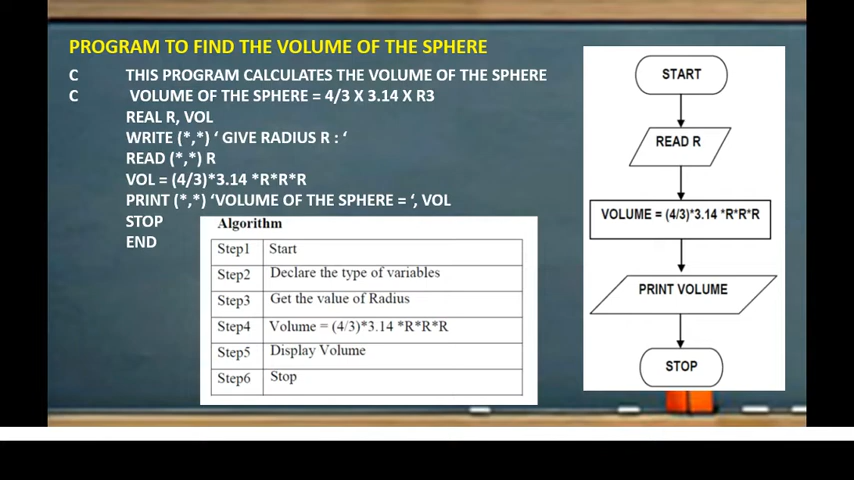 PROGRAM TO FIND THE VOLUME OF THE SPHERE
C THIS PROGRAM CALCULATES THE VOLUME OF THE SPHERE
C VOLUME OF THE SPHERE = 4/3 X 3.14 X R3
REAL R, VOL
WRITE (*,*) ‘ GIVE RADIUS R : ‘
READ (*,*) R
VOL = (4/3)*3.14 *R*R*R
PRINT (*,*) ‘VOLUME OF THE SPHERE = ‘, VOL
STOP
END
Algorithm
Step1 Start
Step2 Declare the type of variables
Step3 Get the value of Radius
Step4 Volume = (4/3)*3.14 *R*R*R
Step5 Display Volume
Step6 Stop
START
READ R
VOLUME = (4/3)*3.14 *R*R*R
PRINT VOLUME
STOP